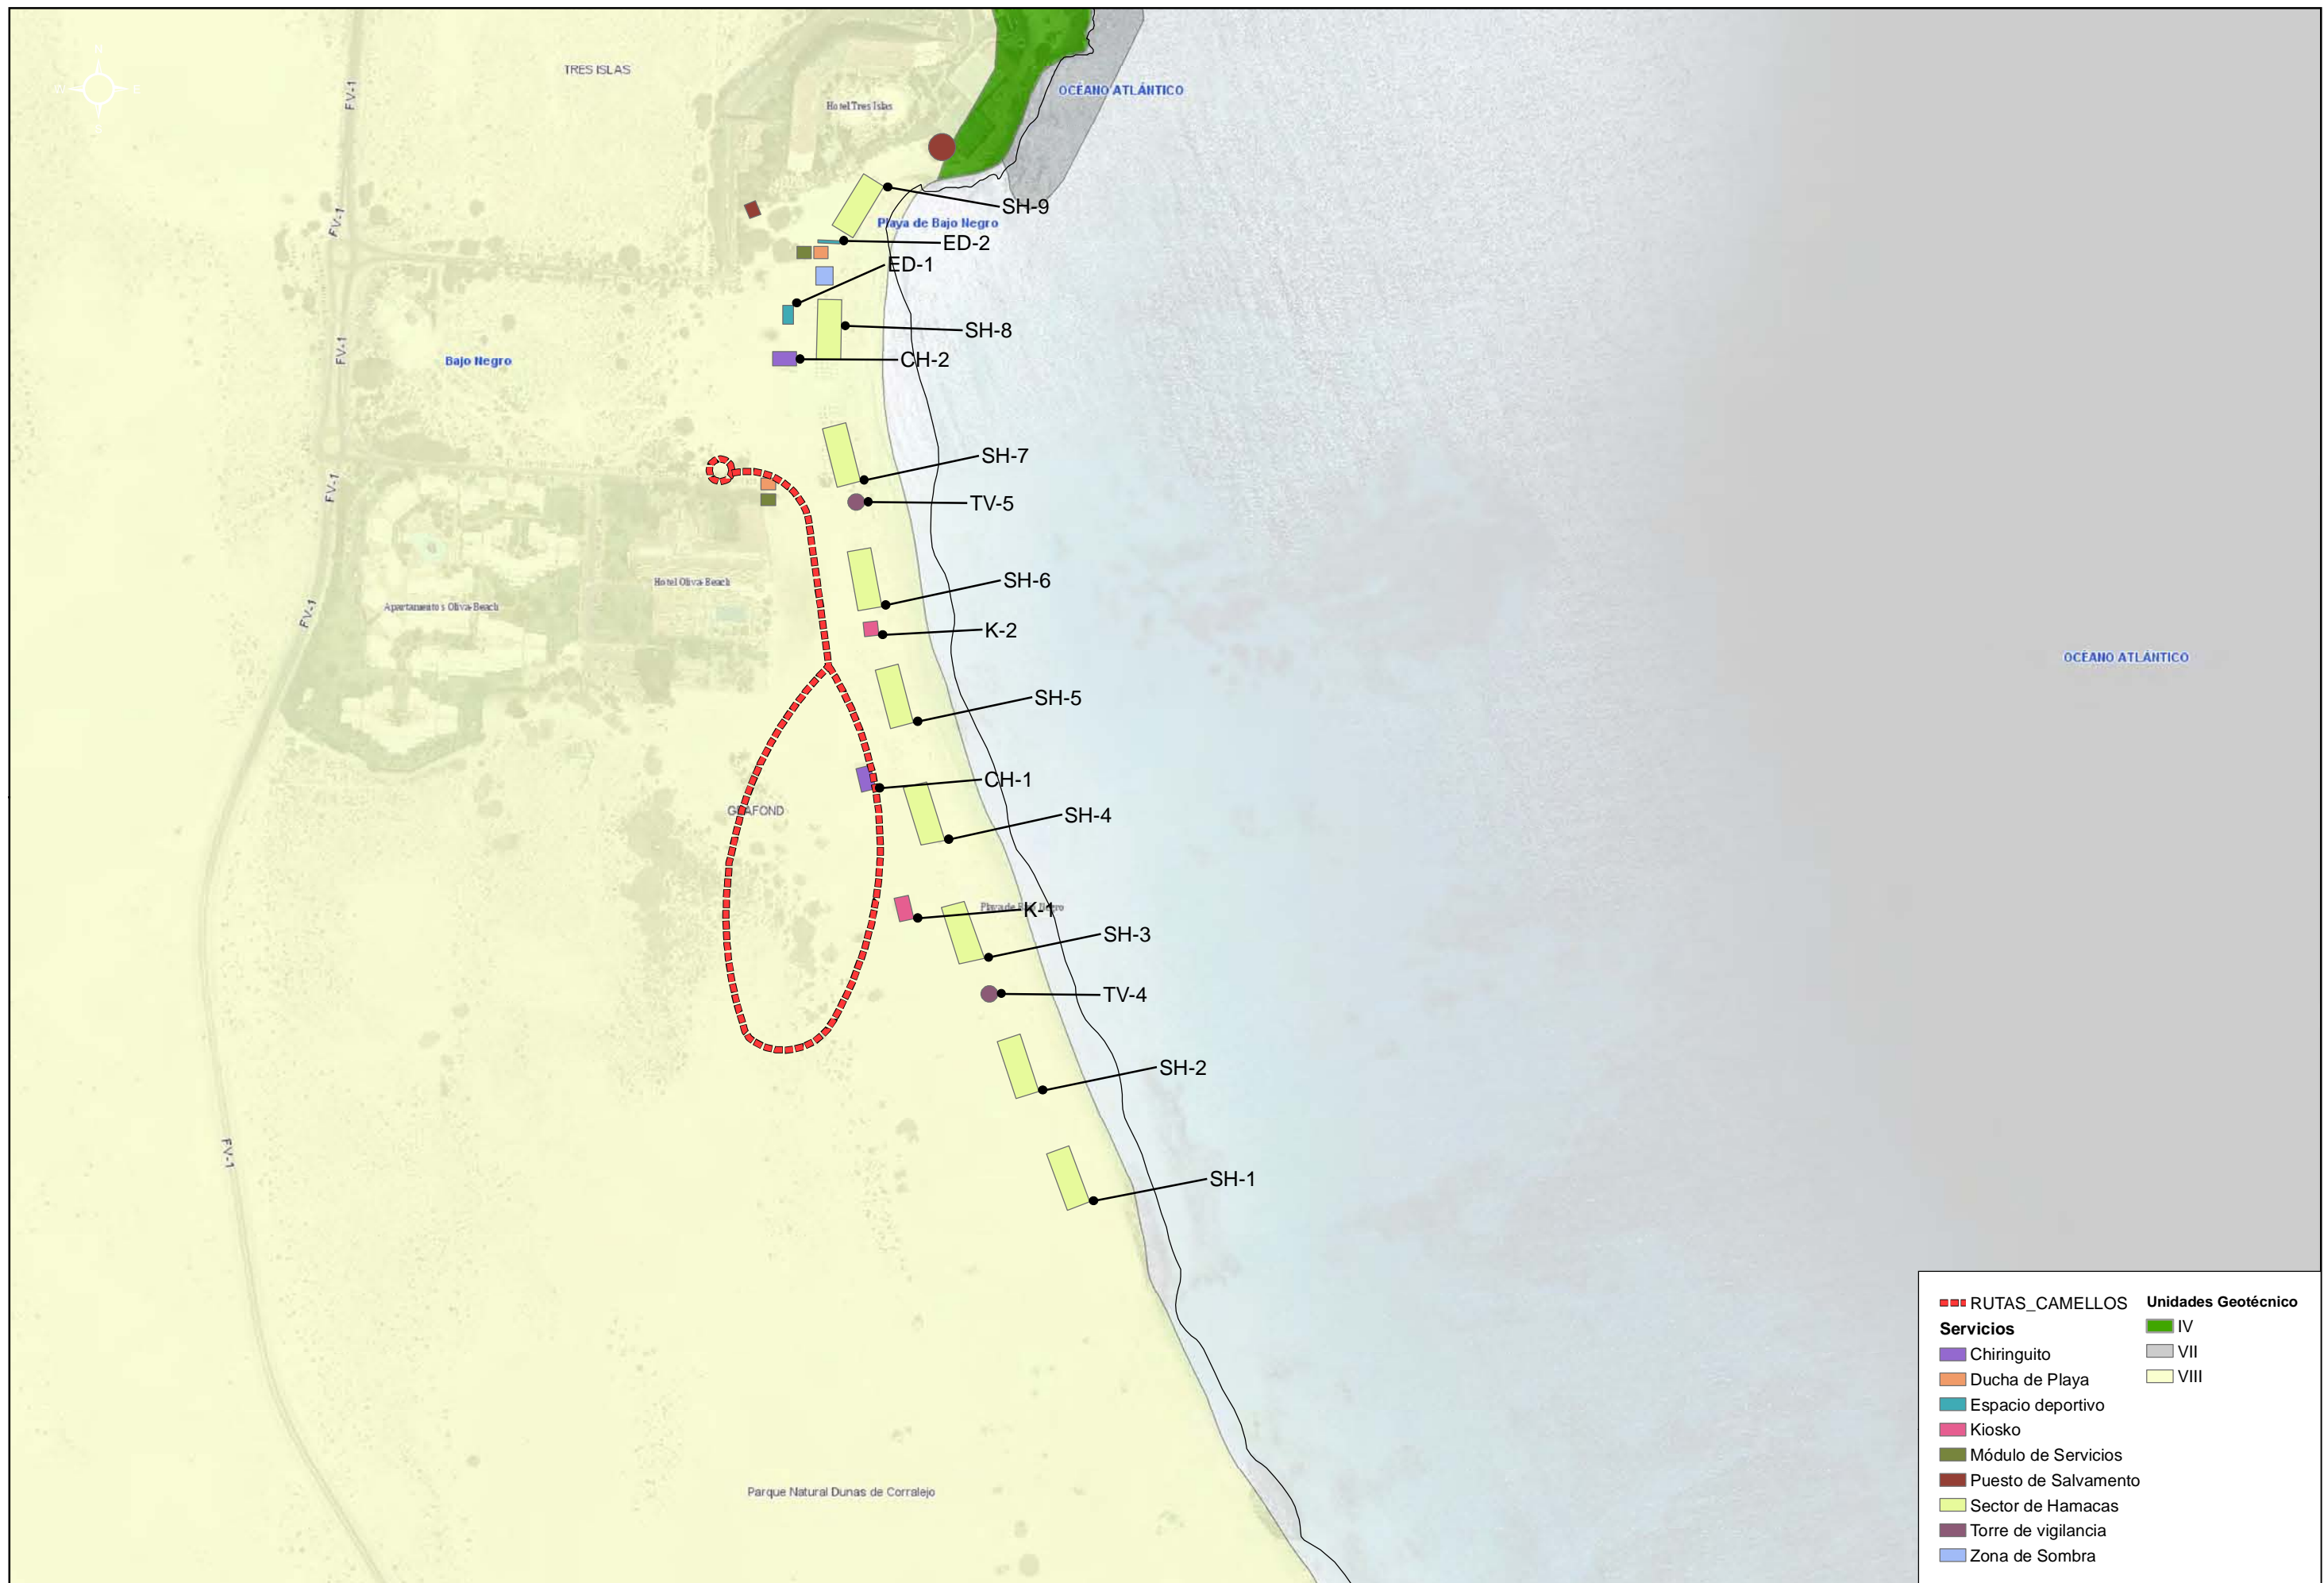 N
W E
S
TRES ISLAS
FV-1
Hotel Tres Islas
OCÉANO ATLÁNTICO
SH-9
FV-1
Playa de Bajo Negro
ED-2
ED-1
SH-8
FV-1
Bajo Negro
CH-2
SH-7
FV-1
TV-5
Hotel Oliva-Beach
SH-6
Apartamentos Oliva-Beach
FV-1
K-2
OCÉANO ATLÁNTICO
SH-5
CH-1
GEAFOND
SH-4
Playa de Bajo Negro
K-1
SH-3
TV-4
SH-2
FV-1
SH-1
Parque Natural Dunas de Corralejo
RUTAS_CAMELLOS
Servicios
Chiringuito
Ducha de Playa
Espacio deportivo
Kiosko
Módulo de Servicios
Puesto de Salvamento
Sector de Hamacas
Torre de vigilancia
Zona de Sombra
Unidades Geotécnico
IV
VII
VIII